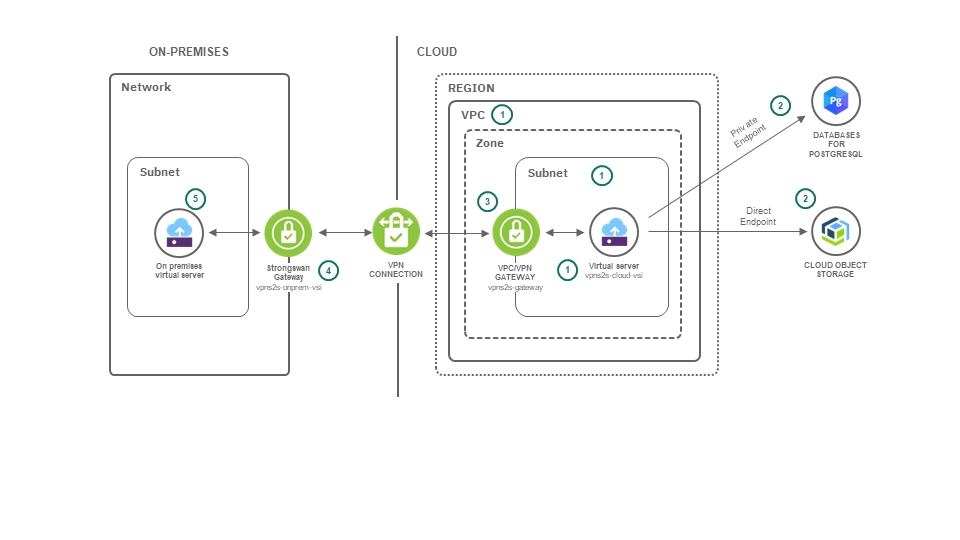 ON-PREMISES
CLOUD
Network
REGION
VPC
1
Zone
Subnet
Subnet
1
5
3
2
Private
Endpoint
Pg
DATABASES
FOR
POSTGRESQL
2
Direct
Endpoint
On premises
virtual server
Strongswan
Gateway
vpns2s-onprem-vsi
4
VPN
CONNECTION
VPC/VPN
GATEWAY
vpns2s-gateway
1
Virtual server
vpns2s-cloud-vsi
CLOUD OBJECT
STORAGE